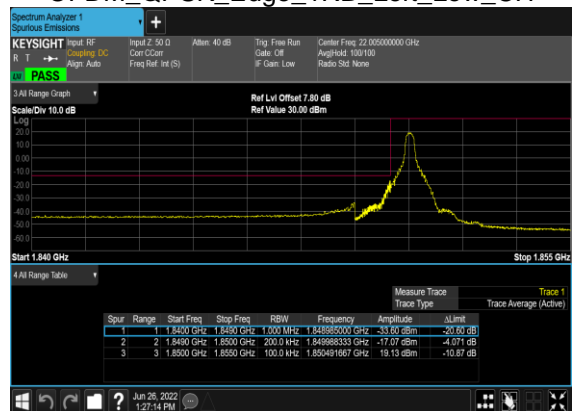 Spectrum Analyzer 1
Spurious Emissions
+
KEYSIGHT Input: RF Input Z: 50 Ω Atten: 40 dB Trig: Free Run Center Freq: 22.005000000 GHz
R T Coupling: DC Corr CCorr Gate: Off Avg|Hold: 100/100
Align: Auto Freq Ref: Int (S) IF Gain: Low Radio Std: None
LW PASS
3 All Range Graph
Ref Lvl Offset 7.80 dB
Scale/Div 10.0 dB Ref Value 30.00 dBm
Log
20.0
10.0
0.00
-10.0
-20.0
-30.0
-40.0
-50.0
-60.0
Start 1.840 GHz Stop 1.855 GHz
4 All Range Table
Measure Trace Trace 1
Trace Type Trace Average (Active)
Spur Range Start Freq Stop Freq RBW Frequency Amplitude ΔLimit
1 1 1.8400 GHz 1.8490 GHz 1.000 MHz 1.848985000 GHz -33.60 dBm -20.60 dB
2 2 1.8490 GHz 1.8500 GHz 200.0 kHz 1.849988333 GHz -17.07 dBm -4.071 dB
3 3 1.8500 GHz 1.8550 GHz 100.0 kHz 1.850491667 GHz 19.13 dBm -10.87 dB
? Jun 26, 2022
1:27:14 PM